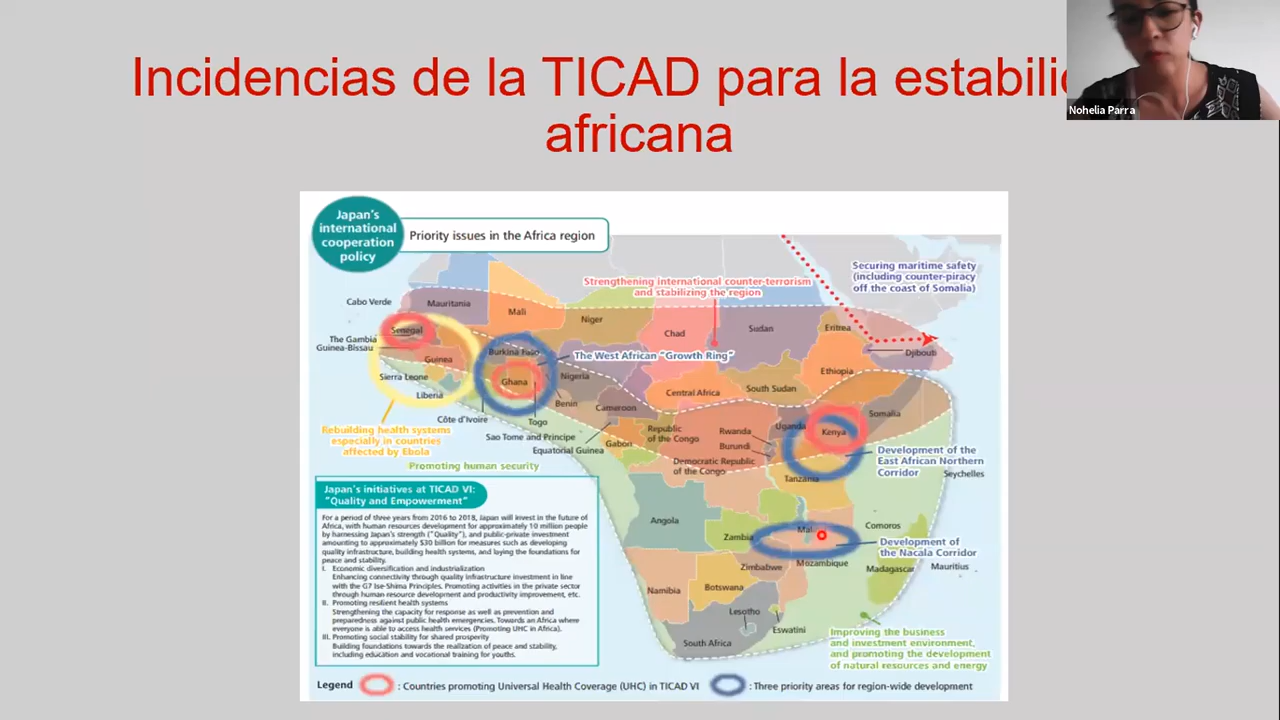 Incidencias de la TICAD para la estabili
africana
Nohelia Parra
Japan's
international
cooperation
policy
Priority issues in the Africa region
Strengthening international counter-terrorism
and stabilizing the region
Securing maritime safety
(including counter-piracy
off the coast of Somalia)
Cabo Verde
Mauritania
Mali
Niger
Chad
Sudan
Eritrea
Senegal
The Gambia
Guinea-Bissau
Guinea
Burkina Faso
The West African "Growth Ring"
Djibouti
Ethiopia
Sierra Leone
Ghana
Nigeria
Central Africa
South Sudan
Liberia
Benin
Cameroon
Somalia
Côte d'Ivoire
Togo
Republic
of the Congo
Rwanda
Uganda
Kenya
Rebuilding health systems
especially in countries
affected by Ebola
Sao Tome and Principe
Equatorial Guinea
Gabon
Burundi
Democratic Republic
of the Congo
Development of the
East African Northern
Corridor
Seychelles
Promoting human security
Tanzania
Japan's initiatives at TICAD VI:
"Quality and Empowerment"
For a period of three years from 2016 to 2018, Japan will invest in the future of
Africa, with human resources development for approximately 10 million people
by harnessing Japan's strength ("Quality"), and public-private investment
amounting to approximately $30 billion for measures such as developing
quality infrastructure, building health systems, and laying the foundations for
peace and stability.
I. Economic diversification and industrialization
Enhancing connectivity through quality infrastructure investment in line
with the G7 Ise-Shima Principles. Promoting activities in the private sector
through human resource development and productivity improvement, etc.
II. Promoting resilient health systems
Strengthening the capacity for response as well as prevention and
preparedness against public health emergencies. Towards an Africa where
everyone is able to access health services (Promoting UHC in Africa).
III. Promoting social stability for shared prosperity
Building foundations towards the realization of peace and stability,
including education and vocational training for youths.
Angola
Zambia
Mal
Comoros
Development of
the Nacala Corridor
Zimbabwe
Mozambique
Madagascar
Mauritius
Namibia
Botswana
Lesotho
Eswatini
South Africa
Improving the business
and investment environment,
and promoting the development
of natural resources and energy
Legend : Countries promoting Universal Health Coverage (UHC) in TICAD VI : Three priority areas for region-wide development